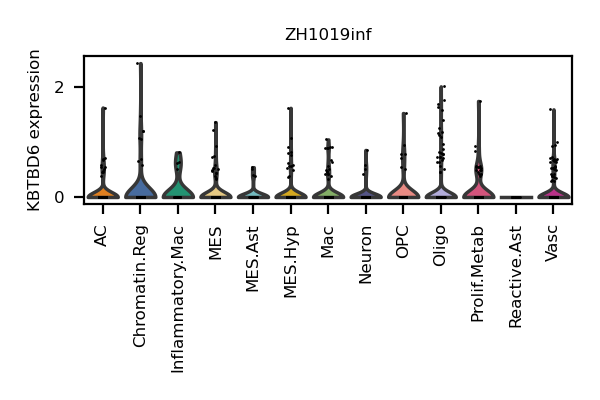 ZH1019inf
KBTBD6 expression
2
0
AC
Chromatin.Reg
Inflammatory.Mac
MES
MES.Ast
MES.Hyp
Mac
Neuron
OPC
Oligo
Prolif.Metab
Reactive.Ast
Vasc